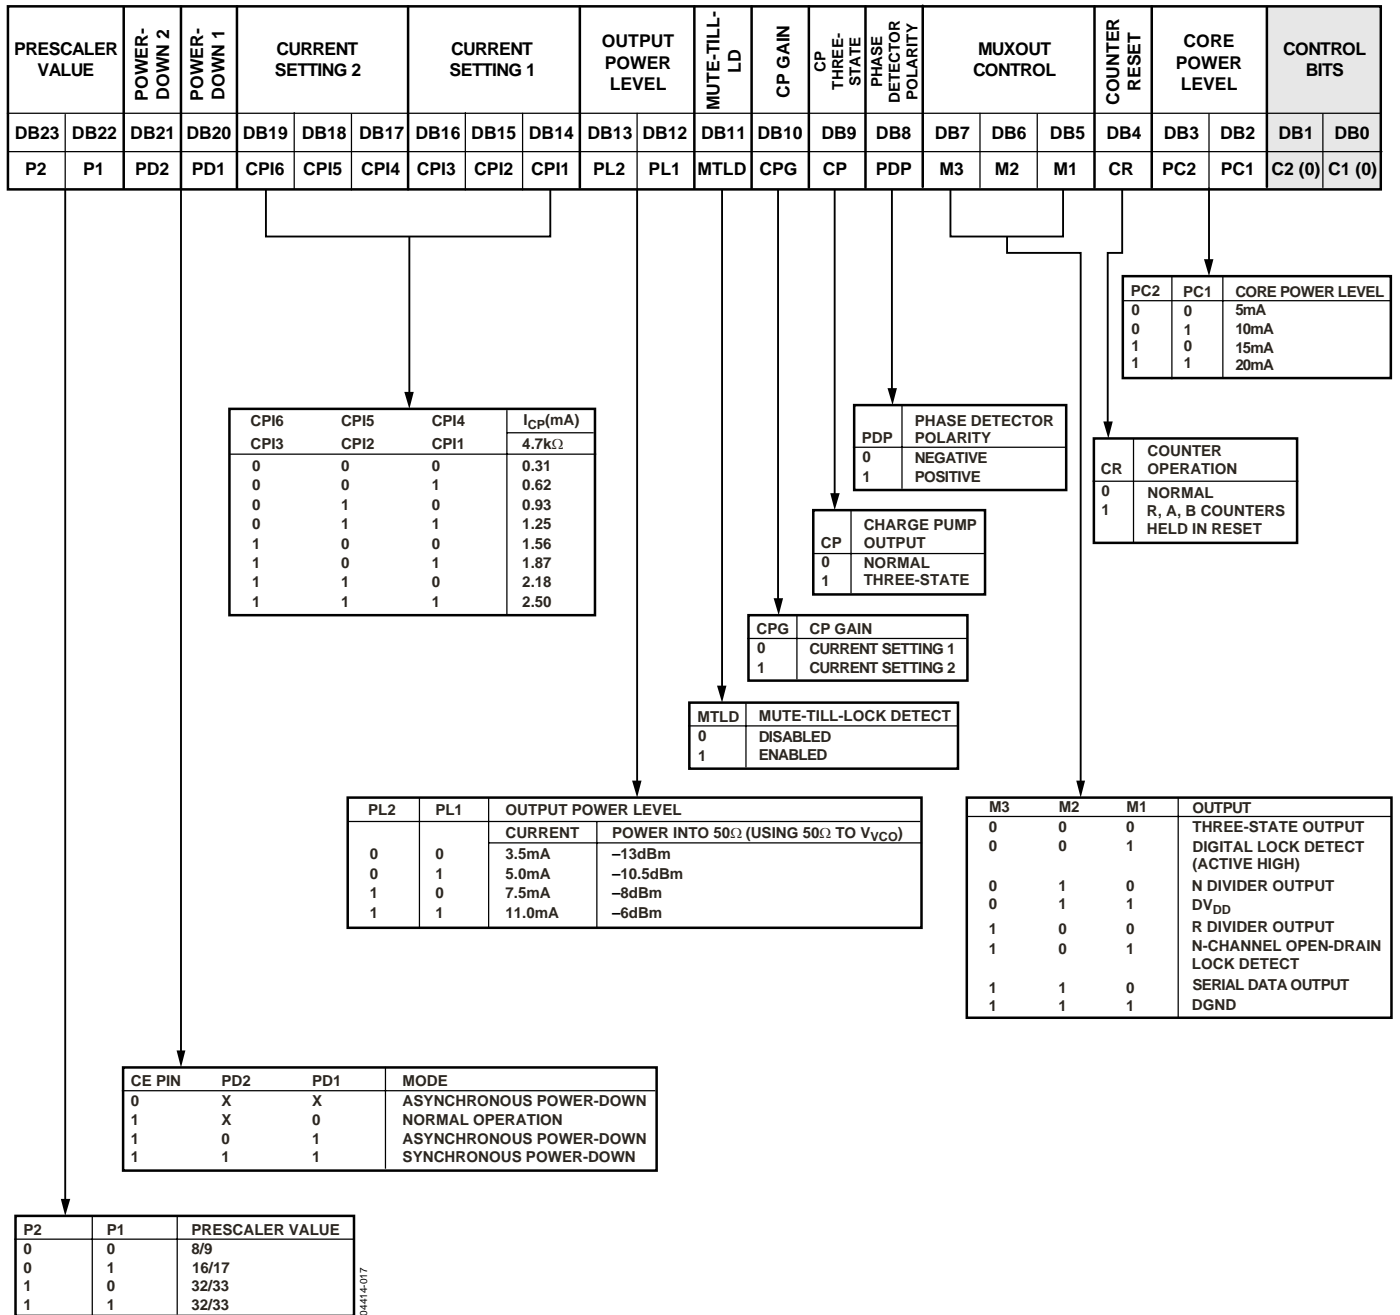 PRESCALER VALUE
POWER-DOWN 2
POWER-DOWN 1
CURRENT SETTING 2
CURRENT SETTING 1
OUTPUT POWER LEVEL
MUTE-TILL-LD
CP GAIN
CP THREE-STATE
PHASE DETECTOR POLARITY
MUXOUT CONTROL
COUNTER RESET
CORE POWER LEVEL
CONTROL BITS
DB23 DB22 DB21 DB20 DB19 DB18 DB17 DB16 DB15 DB14 DB13 DB12 DB11 DB10 DB9 DB8 DB7 DB6 DB5 DB4 DB3 DB2 DB1 DB0
P2 P1 PD2 PD1 CPI6 CPI5 CPI4 CPI3 CPI2 CPI1 PL2 PL1 MTLD CPG CP PDP M3 M2 M1 CR PC2 PC1 C2 (0) C1 (0)
PC2 PC1 CORE POWER LEVEL
0 0 5mA
0 1 10mA
1 0 15mA
1 1 20mA
CPI6 CPI5 CPI4 ICP(mA)
CPI3 CPI2 CPI1 4.7kΩ
0 0 0 0.31
0 0 1 0.62
0 1 0 0.93
0 1 1 1.25
1 0 0 1.56
1 0 1 1.87
1 1 0 2.18
1 1 1 2.50
PHASE DETECTOR
PDP POLARITY
0 NEGATIVE
1 POSITIVE
COUNTER
CR OPERATION
0 NORMAL
1 R, A, B COUNTERS
HELD IN RESET
CHARGE PUMP
CP OUTPUT
0 NORMAL
1 THREE-STATE
CPG CP GAIN
0 CURRENT SETTING 1
1 CURRENT SETTING 2
MTLD MUTE-TILL-LOCK DETECT
0 DISABLED
1 ENABLED
PL2 PL1 OUTPUT POWER LEVEL
CURRENT POWER INTO 50Ω (USING 50Ω TO VVCO)
0 0 3.5mA –13dBm
0 1 5.0mA –10.5dBm
1 0 7.5mA –8dBm
1 1 11.0mA –6dBm
M3 M2 M1 OUTPUT
0 0 0 THREE-STATE OUTPUT
0 0 1 DIGITAL LOCK DETECT
(ACTIVE HIGH)
0 1 0 N DIVIDER OUTPUT
0 1 1 DVDD
1 0 0 R DIVIDER OUTPUT
1 0 1 N-CHANNEL OPEN-DRAIN
LOCK DETECT
1 1 0 SERIAL DATA OUTPUT
1 1 1 DGND
CE PIN PD2 PD1 MODE
0 X X ASYNCHRONOUS POWER-DOWN
1 X 0 NORMAL OPERATION
1 0 1 ASYNCHRONOUS POWER-DOWN
1 1 1 SYNCHRONOUS POWER-DOWN
P2 P1 PRESCALER VALUE
0 0 8/9
0 1 16/17
1 0 32/33
1 1 32/33
04414-017